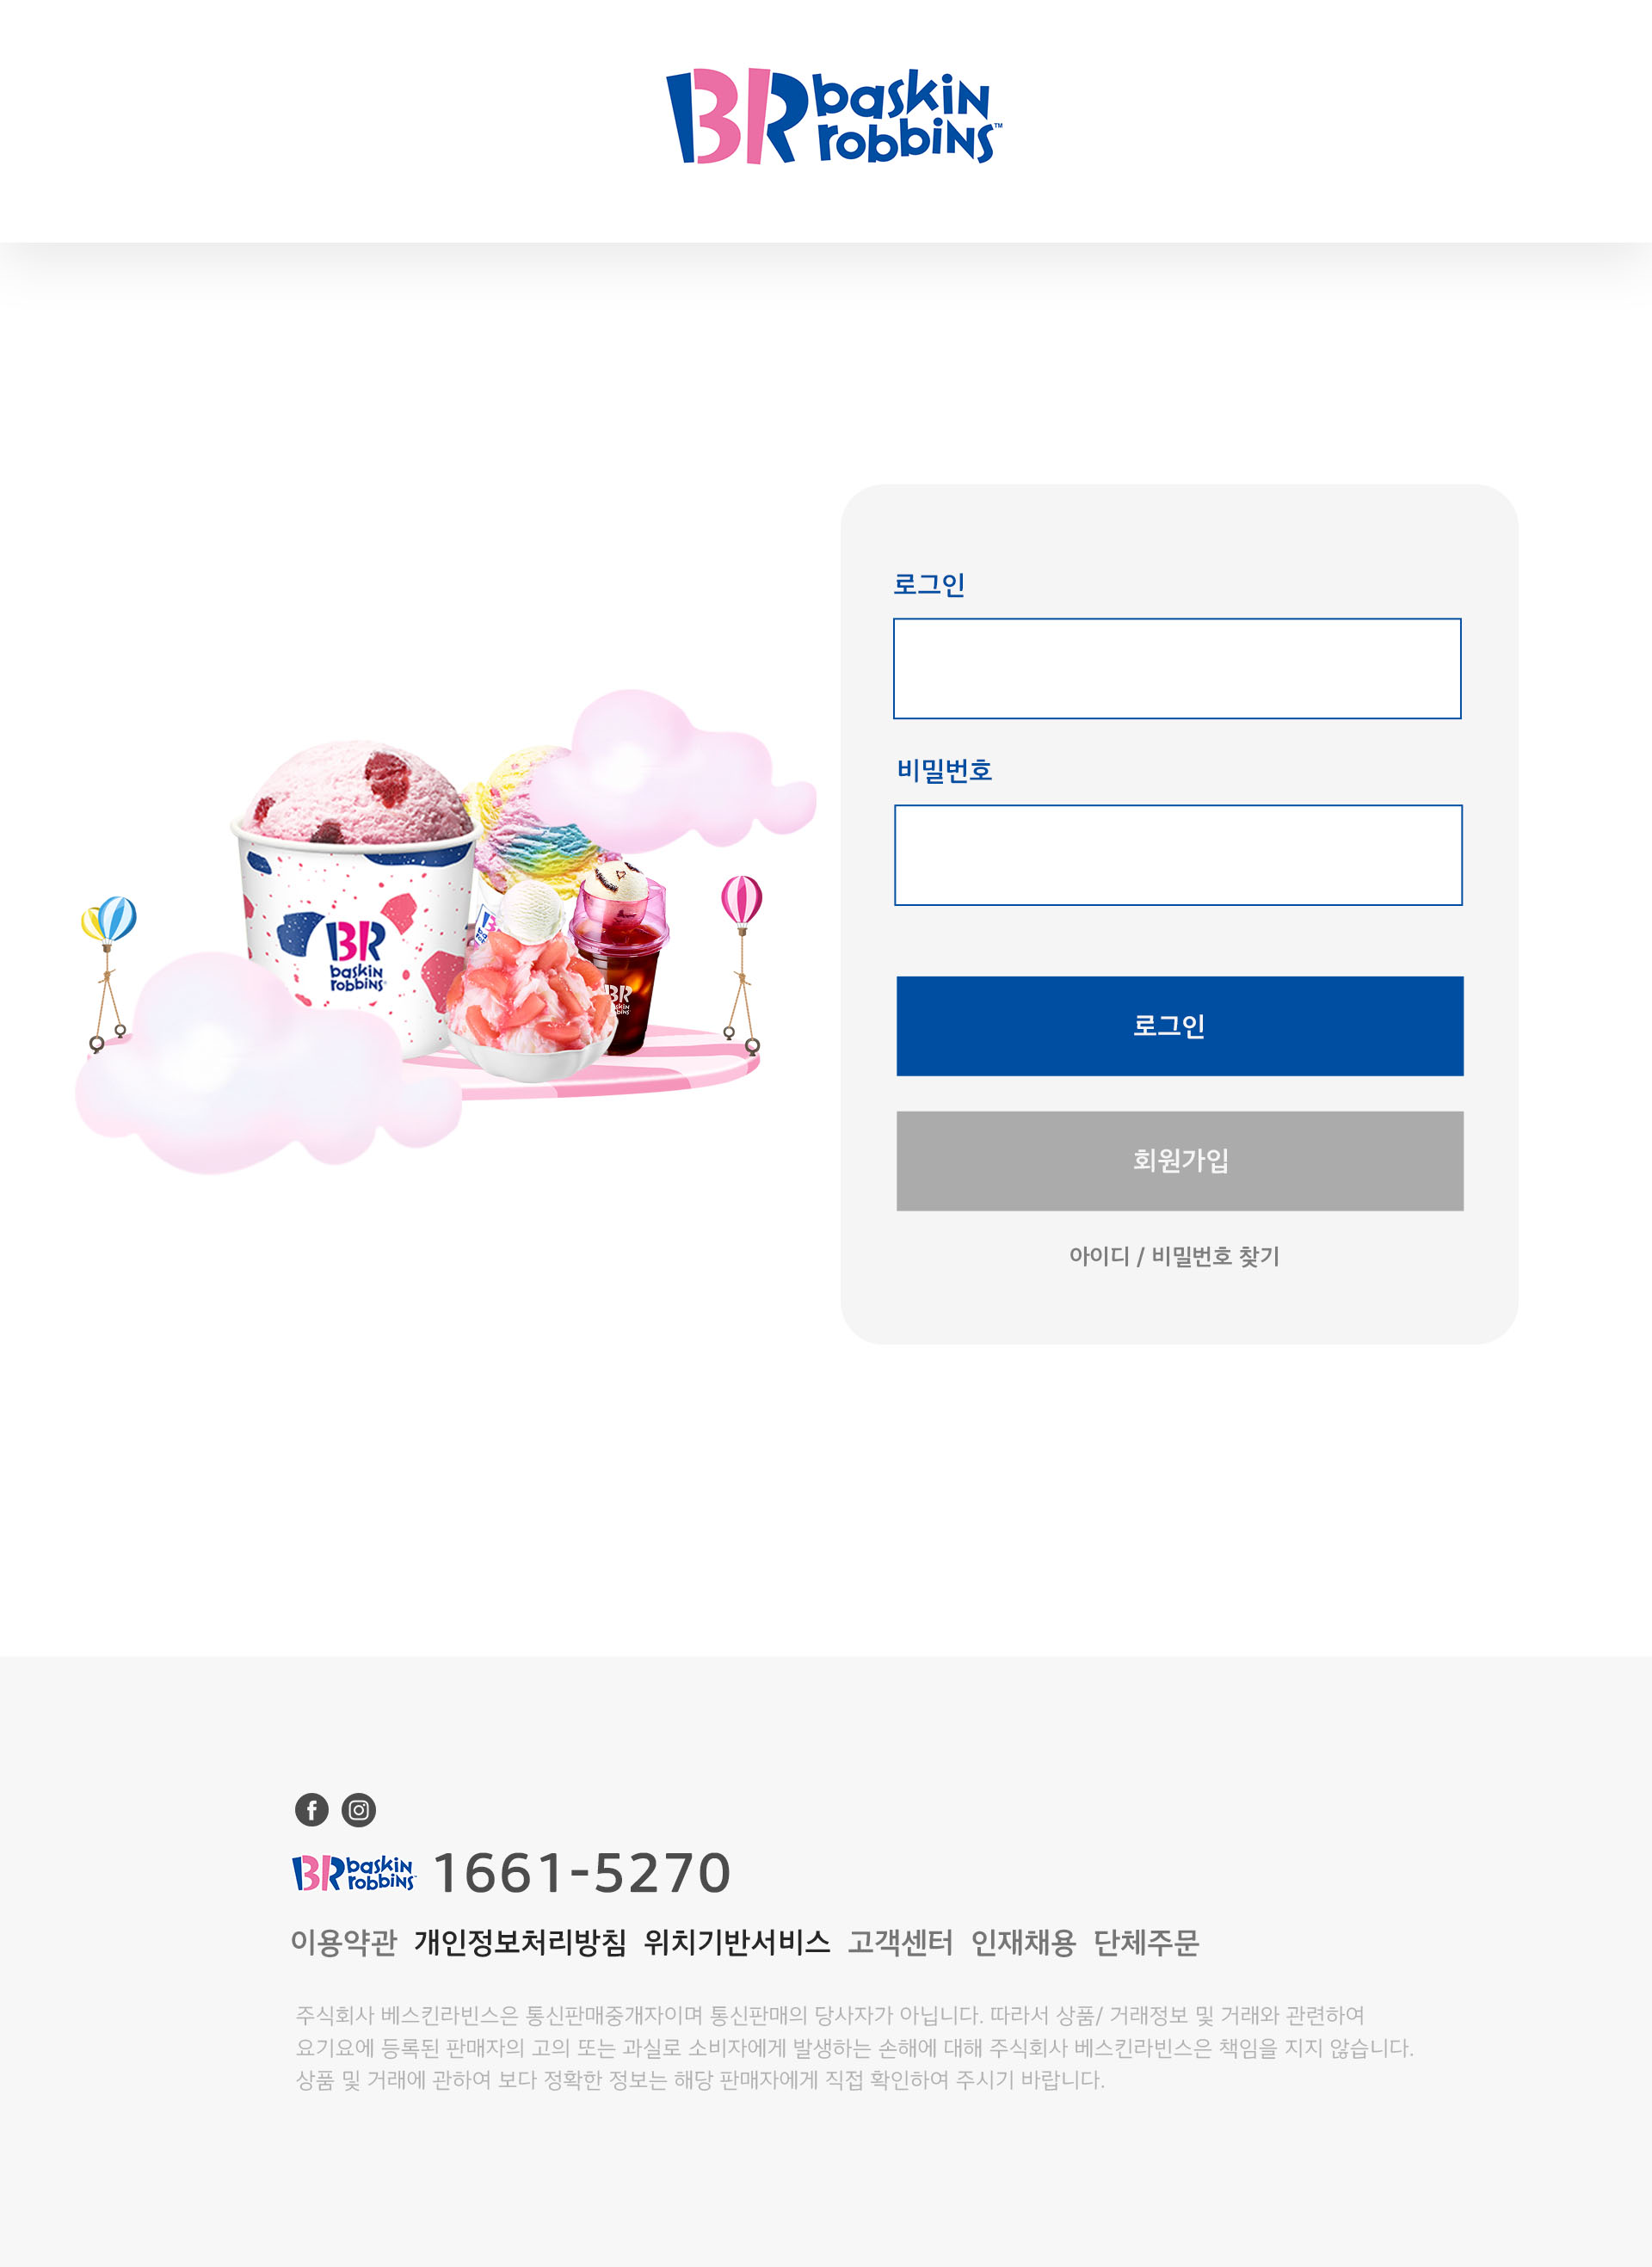 BR baskin
robbins™
로그인
비밀번호
BR
baskin
robbins
BR
로그인
회원가입
아이디 / 비밀번호 찾기
BR baskin
robbins
1661-5270
이용약관 개인정보처리방침 위치기반서비스 고객센터 인재채용 단체주문
주식회사 베스킨라빈스은 통신판매중개자이며 통신판매의 당사자가 아닙니다. 따라서 상품/ 거래정보 및 거래와 관련하여
요기요에 등록된 판매자의 고의 또는 과실로 소비자에게 발생하는 손해에 대해 주식회사 베스킨라빈스은 책임을 지지 않습니다.
상품 및 거래에 관하여 보다 정확한 정보는 해당 판매자에게 직접 확인하여 주시기 바랍니다.